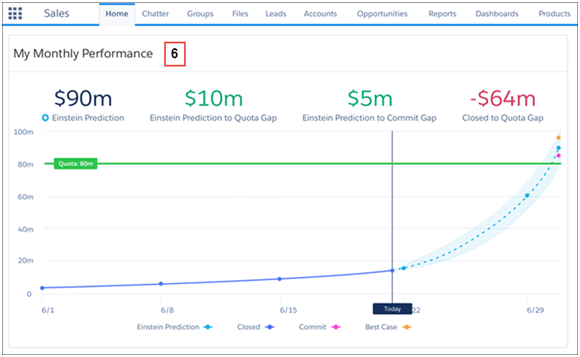 Sales Home Chatter Groups Files Leads Accounts Opportunities Reports Dashboards Products
My Monthly Performance 6
$90m $10m $5m -$64m
Einstein Prediction Einstein Prediction to Quota Gap Einstein Prediction to Commit Gap Closed to Quota Gap
100m
Quota: 80m
80m
60m
40m
20m
0
Today
6/1 6/8 6/15 22 6/29
Einstein Prediction Closed Commit Best Case